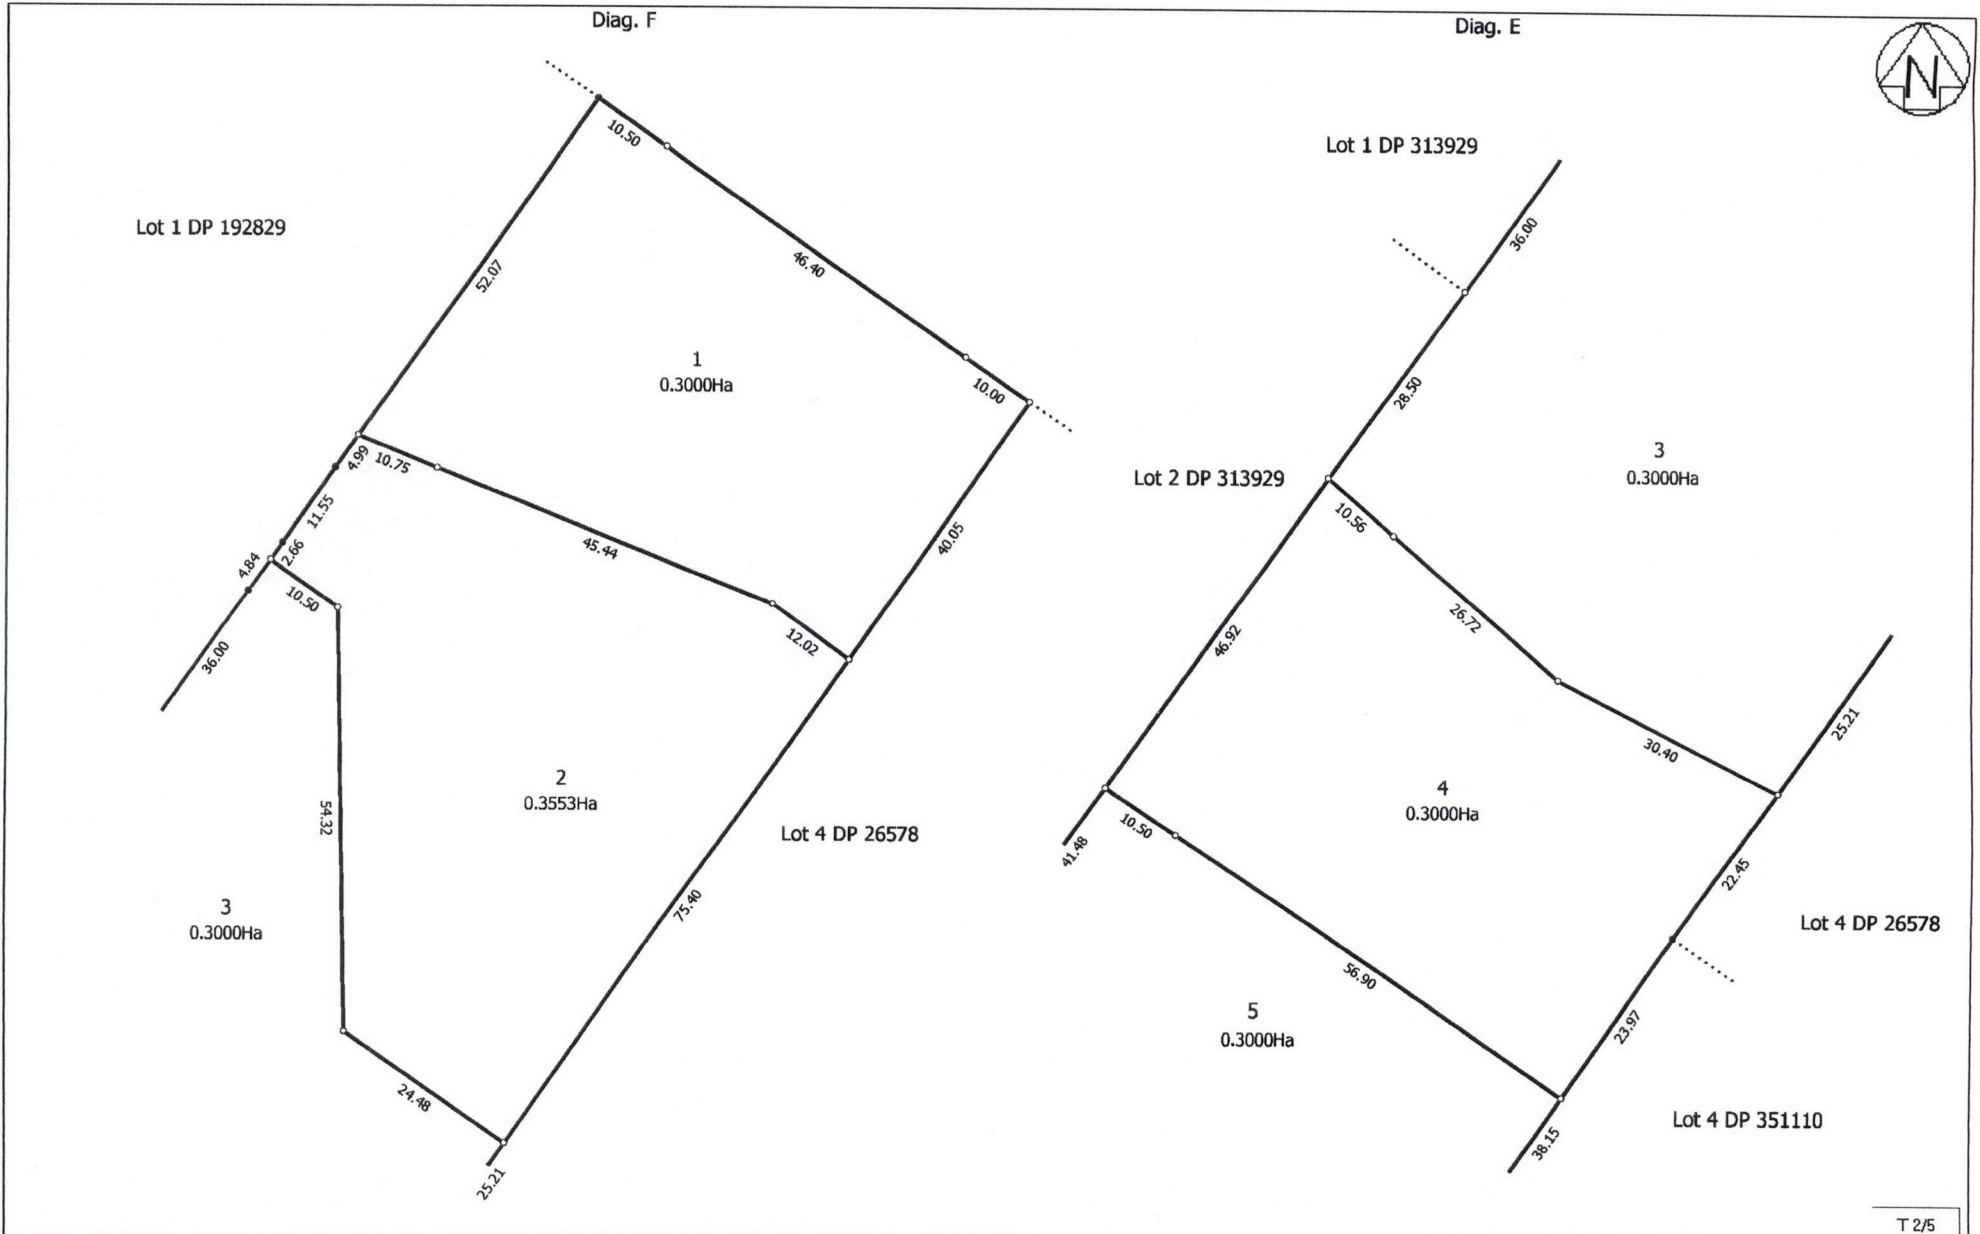 Diag. F
Diag. E
N
10.50
Lot 1 DP 313929
Lot 1 DP 192829
36.00
46.40
52.07
1
0.3000Ha
10.00
28.50
4.99
10.75
3
0.3000Ha
Lot 2 DP 313929
11.55
10.56
45.44
40.05
2.66
4.84
10.50
12.02
26.72
46.92
36.00
25.21
30.40
2
0.3553Ha
4
0.3000Ha
54.32
Lot 4 DP 26578
10.50
41.48
22.45
3
0.3000Ha
75.40
Lot 4 DP 26578
56.90
5
0.3000Ha
23.97
24.48
Lot 4 DP 351110
38.15
25.21
T 2/5